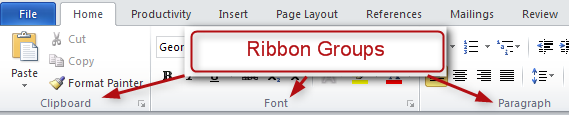 File Home Productivity Insert Page Layout References Mailings Review
Cut
Copy
Paste
Format Painter
Geor
Ribbon Groups
B
Clipboard Font Paragraph